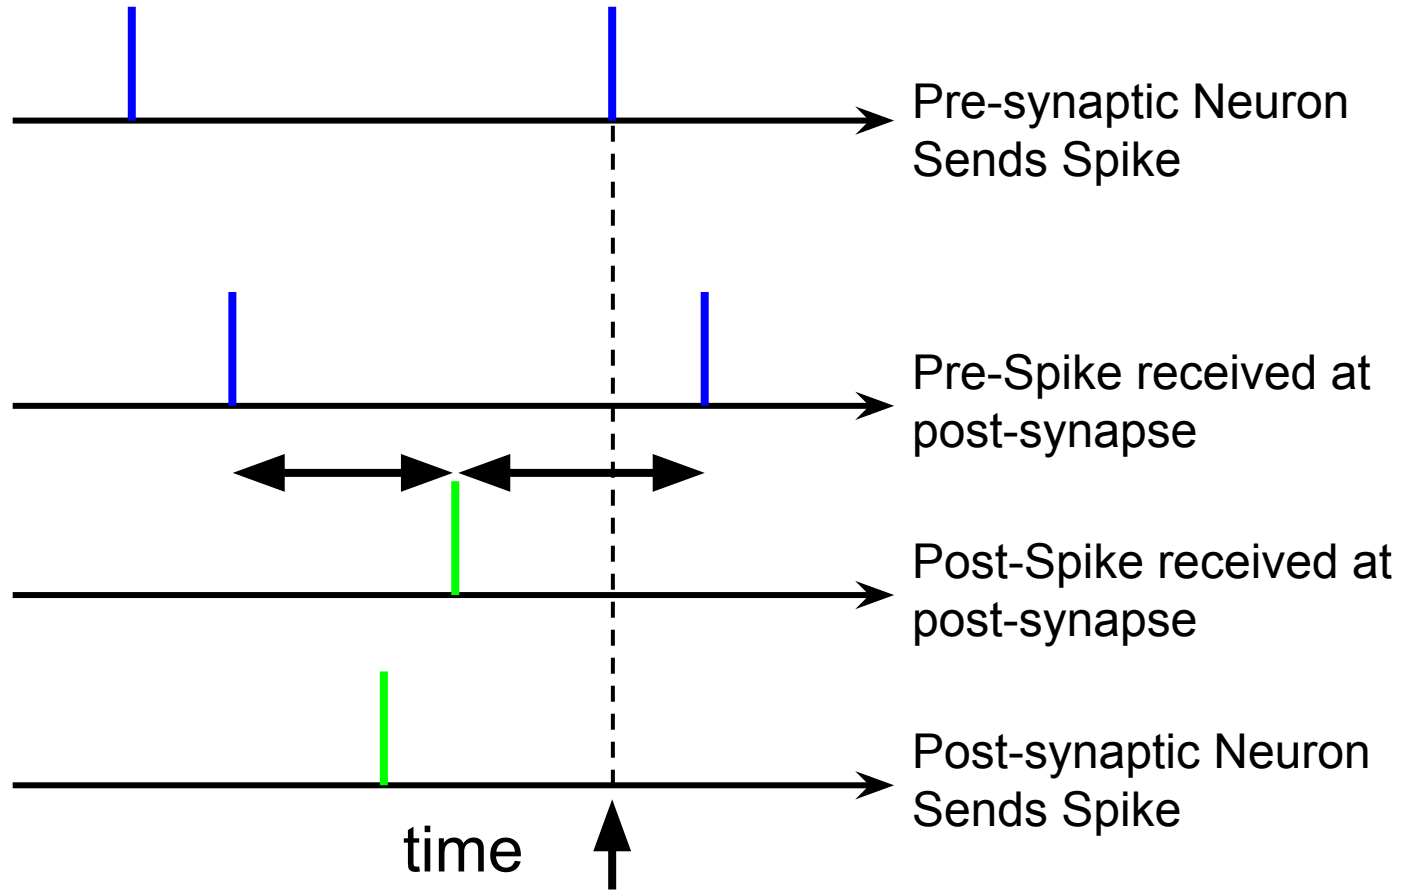 Pre-synaptic Neuron
Sends Spike
Pre-Spike received at
post-synapse
Post-Spike received at
post-synapse
Post-synaptic Neuron
Sends Spike
time